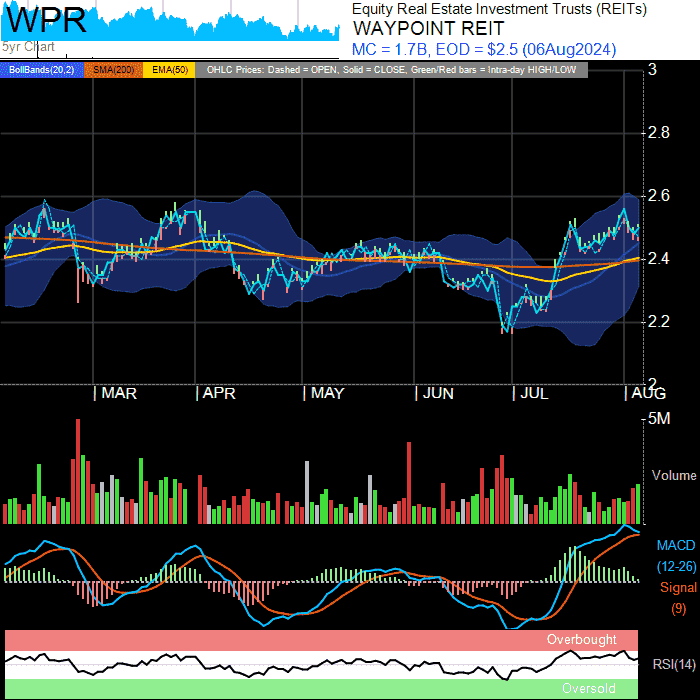 WPR
5yr Chart
Equity Real Estate Investment Trusts (REITs)
WAYPOINT REIT
MC = 1.7B, EOD = $2.5 (06Aug2024)
BollBands(20,2) SMA(200) EMA(50) OHLC Prices: Dashed = OPEN, Solid = CLOSE, Green/Red bars = Intra-day HIGH/LOW
3
2.8
2.6
2.4
2.2
2
MAR APR MAY JUN JUL AUG
5M
Volume
MACD
(12-26)
Signal
(9)
Overbought
RSI(14)
Oversold